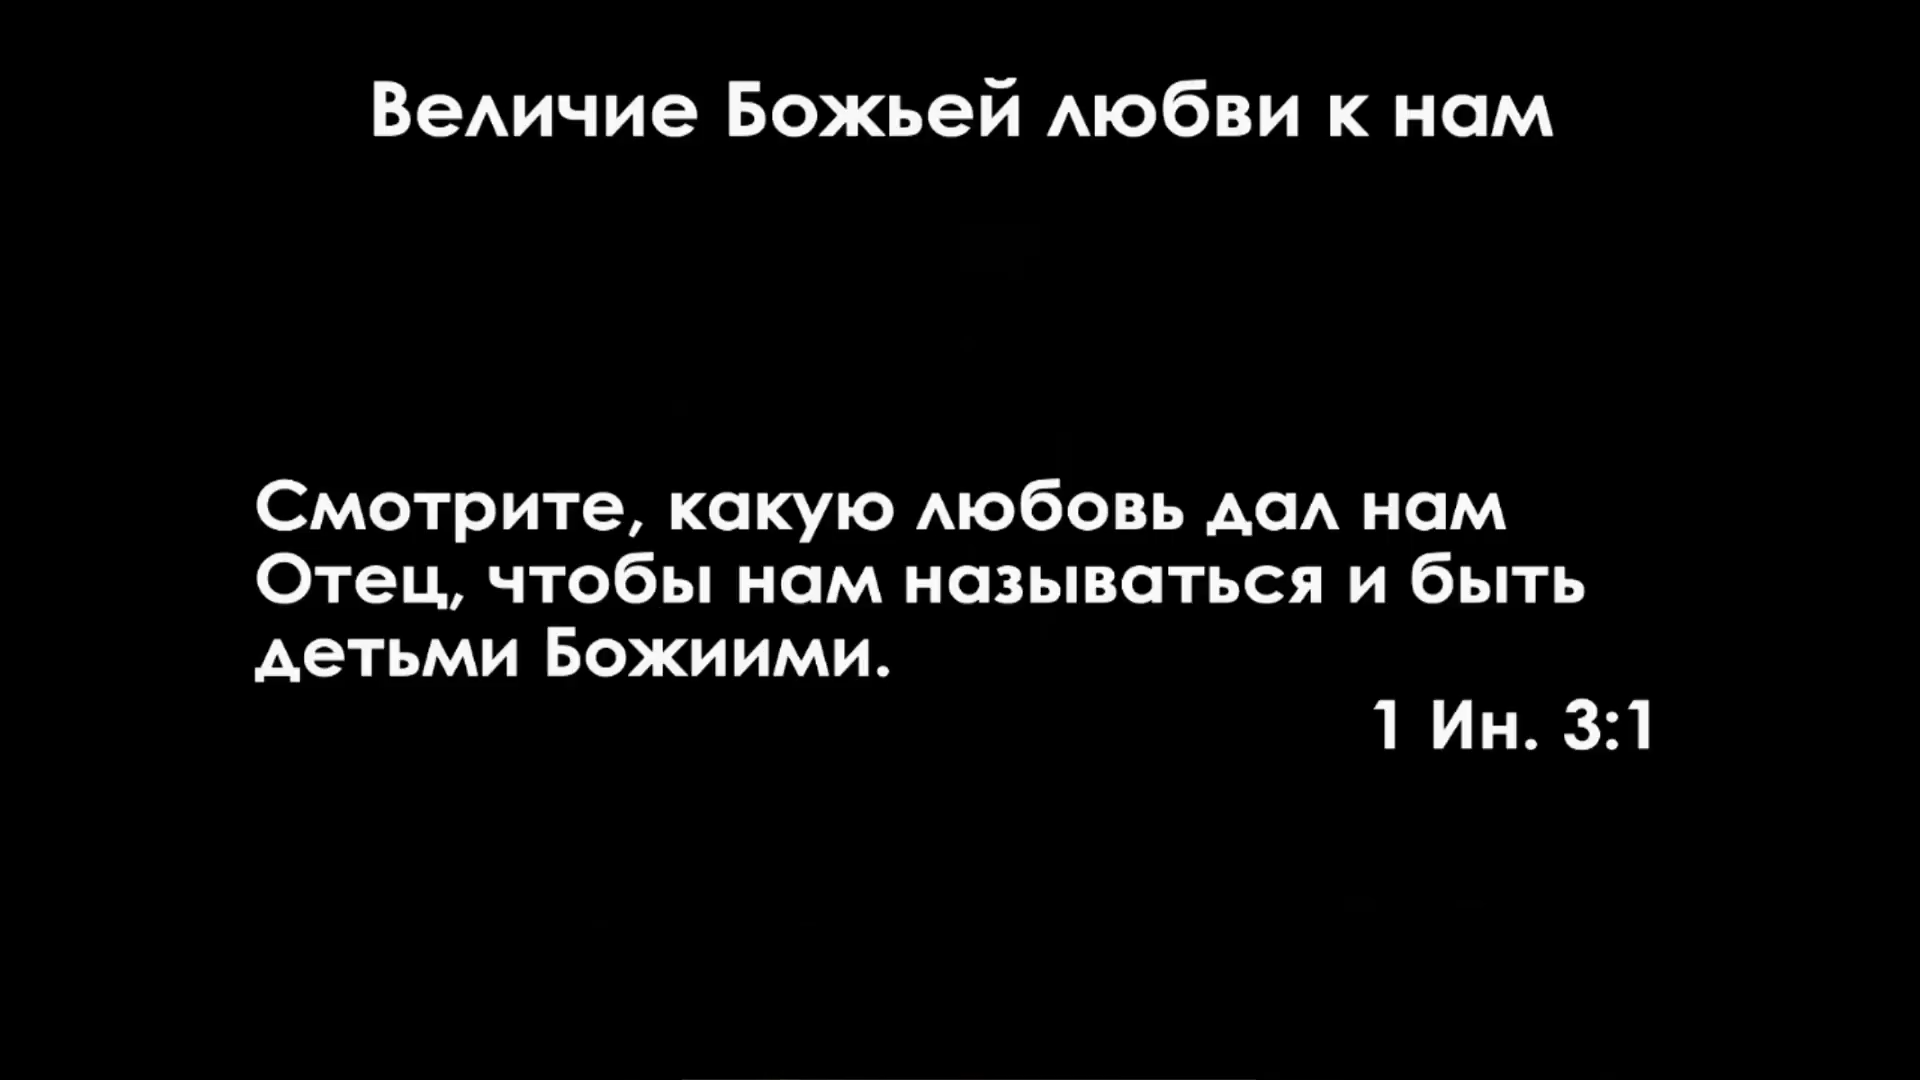 Величие Божьей любви к нам
Смотрите, какую любовь дал нам
Отец, чтобы нам называться и быть
детьми Божиими.
1 Ин. 3:1